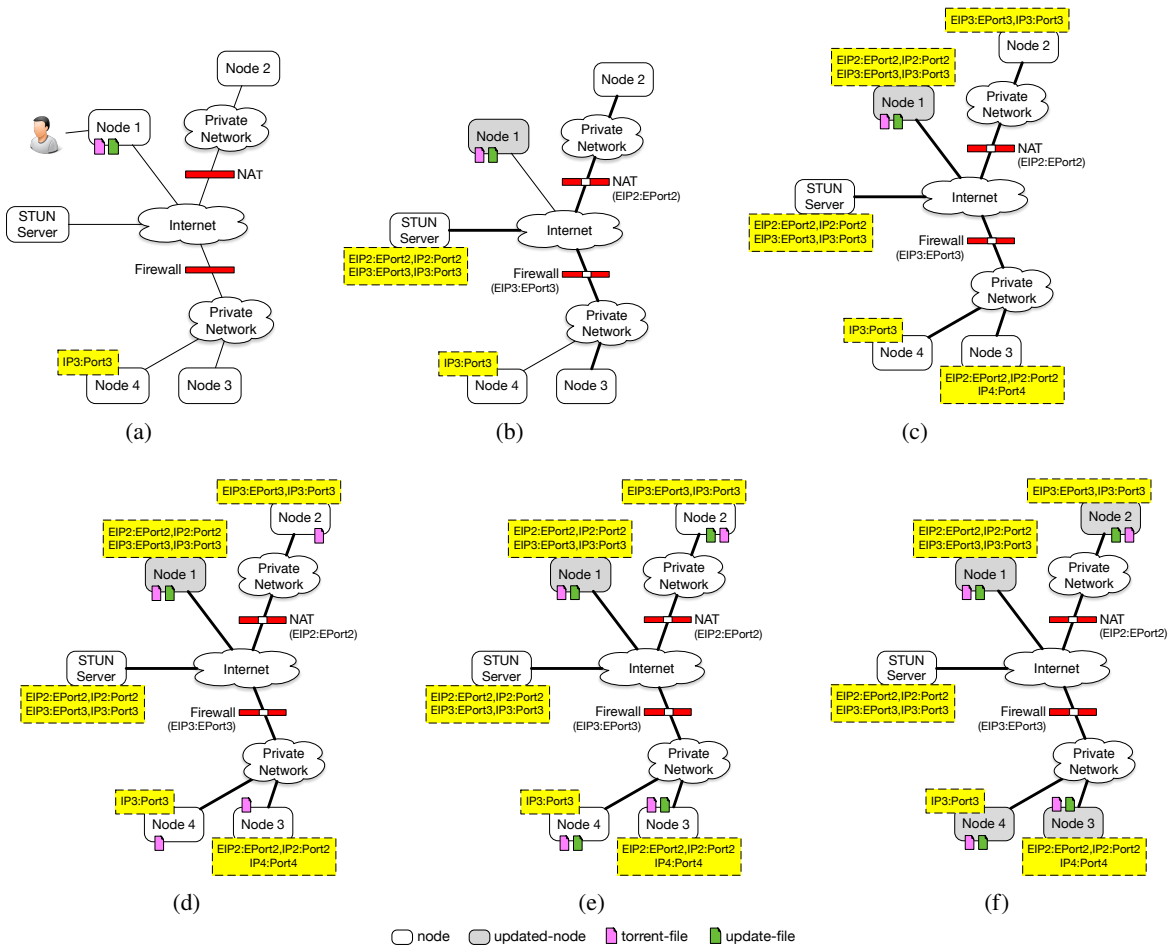 Node 2
Node 1
Private
Network
NAT
STUN
Server
Internet
Firewall
Private
Network
IP3:Port3
Node 4
Node 3
(a)
Node 2
Node 1
Private
Network
NAT
(EIP2:EPort2)
STUN
Server
Internet
EIP2:EPort2,IP2:Port2
EIP3:EPort3,IP3:Port3
Firewall
(EIP3:EPort3)
Private
Network
IP3:Port3
Node 4
Node 3
(b)
EIP3:EPort3,IP3:Port3
Node 2
EIP2:EPort2,IP2:Port2
EIP3:EPort3,IP3:Port3
Node 1
Private
Network
NAT
(EIP2:EPort2)
STUN
Server
Internet
EIP2:EPort2,IP2:Port2
EIP3:EPort3,IP3:Port3
Firewall
(EIP3:EPort3)
Private
Network
IP3:Port3
Node 4
Node 3
EIP2:EPort2,IP2:Port2
IP4:Port4
(c)
EIP3:EPort3,IP3:Port3
Node 2
EIP2:EPort2,IP2:Port2
EIP3:EPort3,IP3:Port3
Node 1
Private
Network
NAT
(EIP2:EPort2)
STUN
Server
Internet
EIP2:EPort2,IP2:Port2
EIP3:EPort3,IP3:Port3
Firewall
(EIP3:EPort3)
Private
Network
IP3:Port3
Node 4
Node 3
EIP2:EPort2,IP2:Port2
IP4:Port4
(d)
EIP3:EPort3,IP3:Port3
Node 2
EIP2:EPort2,IP2:Port2
EIP3:EPort3,IP3:Port3
Node 1
Private
Network
NAT
(EIP2:EPort2)
STUN
Server
Internet
EIP2:EPort2,IP2:Port2
EIP3:EPort3,IP3:Port3
Firewall
(EIP3:EPort3)
Private
Network
IP3:Port3
Node 4
Node 3
EIP2:EPort2,IP2:Port2
IP4:Port4
(e)
EIP3:EPort3,IP3:Port3
Node 2
EIP2:EPort2,IP2:Port2
EIP3:EPort3,IP3:Port3
Node 1
Private
Network
NAT
(EIP2:EPort2)
STUN
Server
Internet
EIP2:EPort2,IP2:Port2
EIP3:EPort3,IP3:Port3
Firewall
(EIP3:EPort3)
Private
Network
IP3:Port3
Node 4
Node 3
EIP2:EPort2,IP2:Port2
IP4:Port4
(f)
node updated-node torrent-file update-file